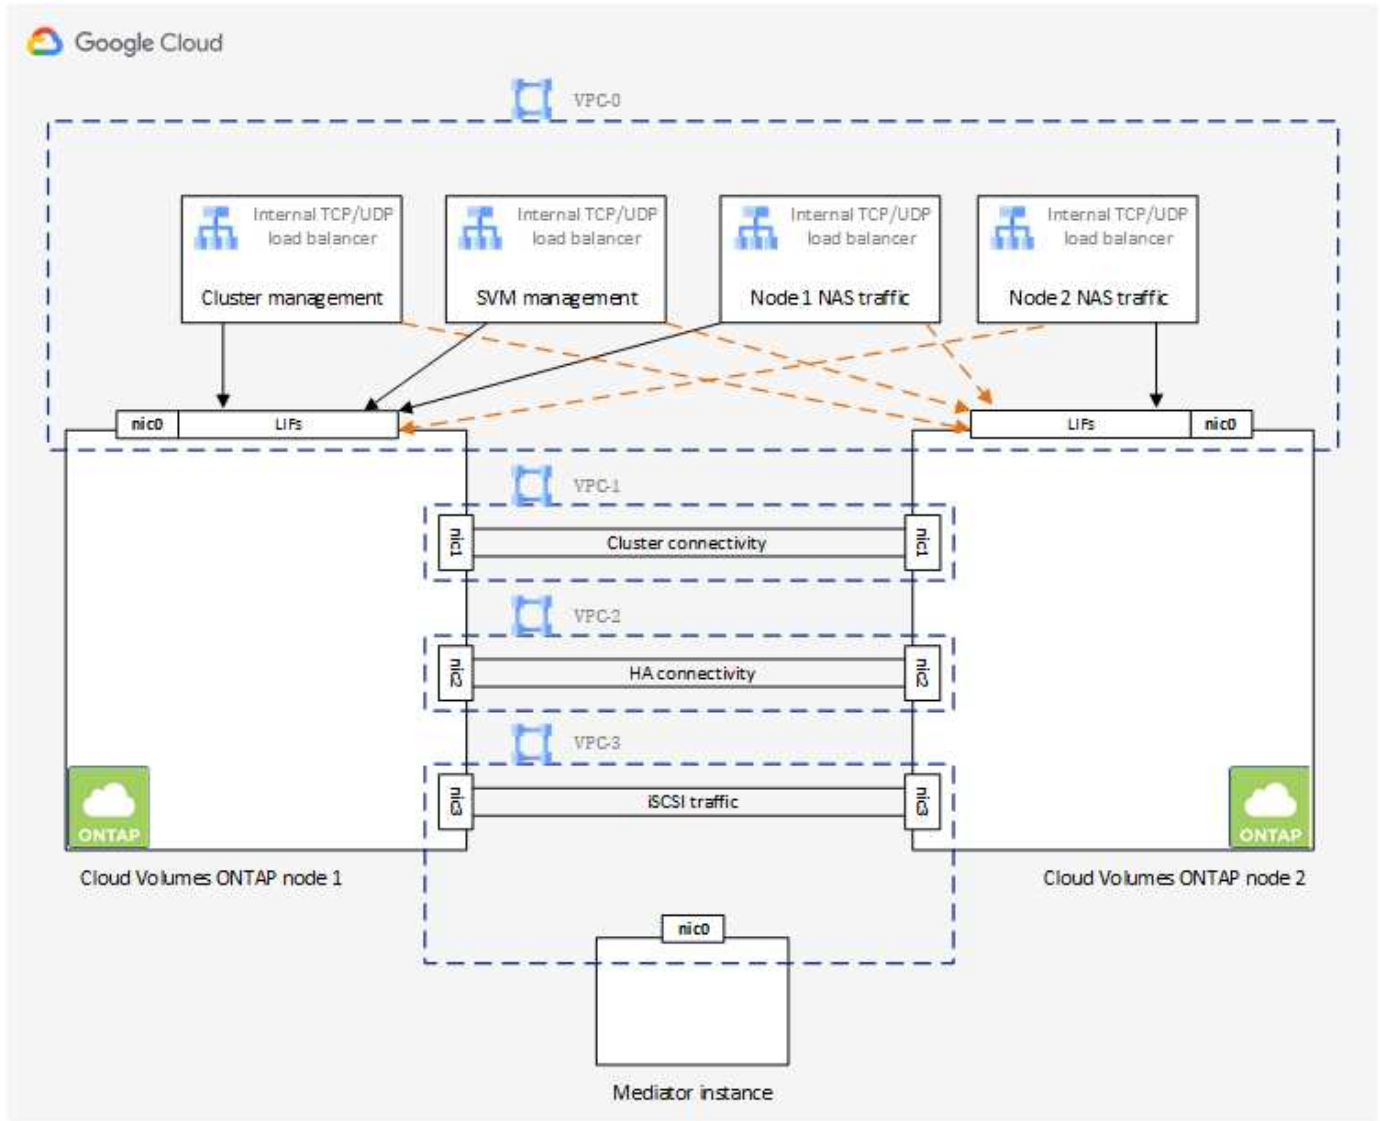 Google Cloud
VPC-0
Internal TCP/UDP
load balancer
Cluster management
Internal TCP/UDP
load balancer
SVM management
Internal TCP/UDP
load balancer
Node 1 NAS traffic
Internal TCP/UDP
load balancer
Node 2 NAS traffic
nic0
LIFs
LIFs
nic0
VPC-1
nic1
Cluster connectivity
nic1
VPC-2
nic2
HA connectivity
nic2
VPC-3
nic3
iSCSI traffic
nic3
ONTAP
ONTAP
Cloud Volumes ONTAP node 1
Cloud Volumes ONTAP node 2
nic0
Mediator instance